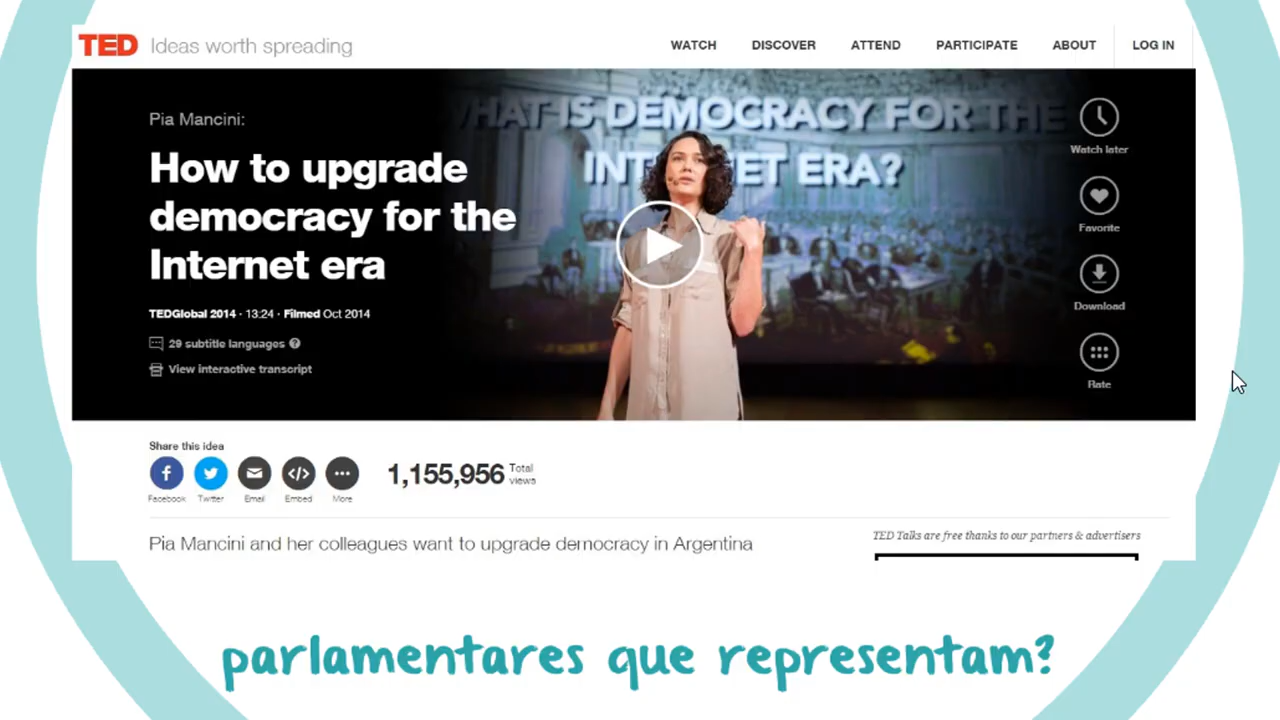 TED Ideas worth spreading
WATCH DISCOVER ATTEND PARTICIPATE ABOUT LOG IN
WHAT IS DEMOCRACY FOR THE
INTERNET ERA?
Pia Mancini:
How to upgrade
democracy for the
Internet era
TEDGlobal 2014 · 13:24 · Filmed Oct 2014
29 subtitle languages ?
View interactive transcript
Watch later
Favorite
Download
Rate
Share this idea
Facebook Twitter Email Embed More
1,155,956 Total views
Pia Mancini and her colleagues want to upgrade democracy in Argentina
TED Talks are free thanks to our partners & advertisers
parlamentares que representam?